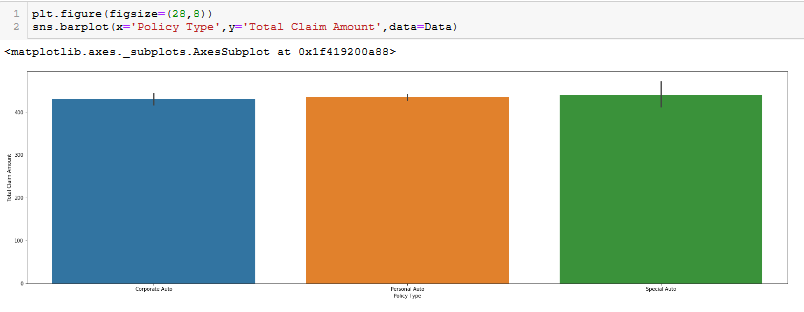 1 plt.figure(figsize=(28,8))
2 sns.barplot(x='Policy Type',y='Total Claim Amount',data=Data)
<matplotlib.axes._subplots.AxesSubplot at 0x1f419200a88>
400
300
200
100
0
Total Claim Amount
Corporate Auto Personal Auto Special Auto
Policy Type